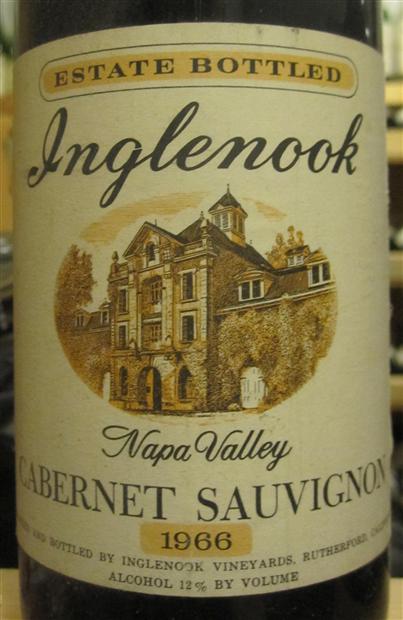 ESTATE BOTTLED
Inglenook
Napa Valley
CABERNET SAUVIGNON
1966
AND BOTTLED BY INGLENOOK VINEYARDS, RUTHERFORD,
ALCOHOL 12% BY VOLUME